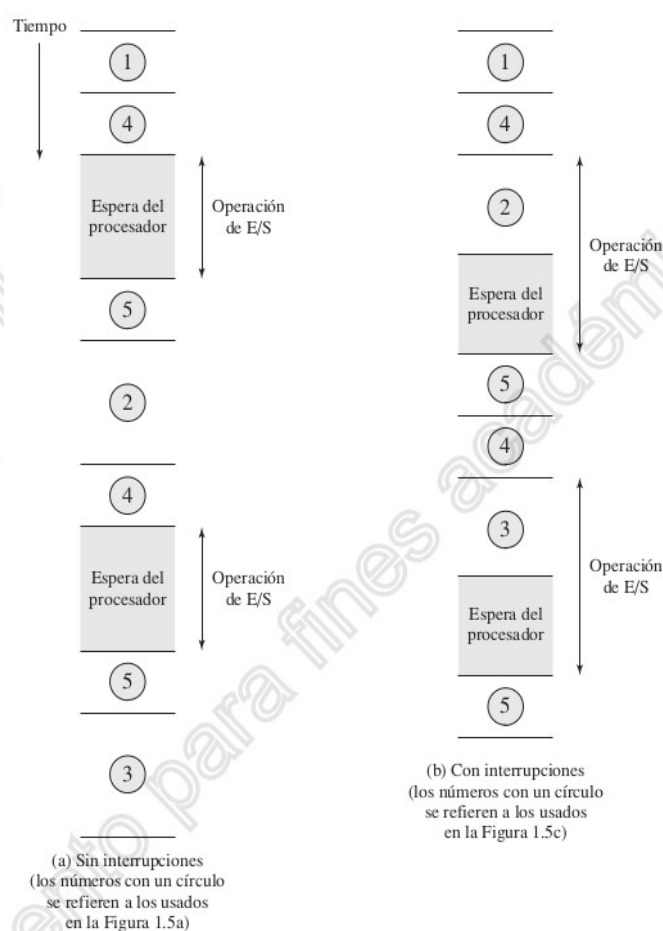 Tiempo
1
4
Espera del
procesador
Operación
de E/S
5
2
4
Espera del
procesador
Operación
de E/S
5
3
(a) Sin interrupciones
(los números con un círculo
se refieren a los usados
en la Figura 1.5a)
1
4
2
Espera del
procesador
Operación
de E/S
5
4
3
Espera del
procesador
Operación
de E/S
5
(b) Con interrupciones
(los números con un círculo
se refieren a los usados
en la Figura 1.5c)
para fines académi